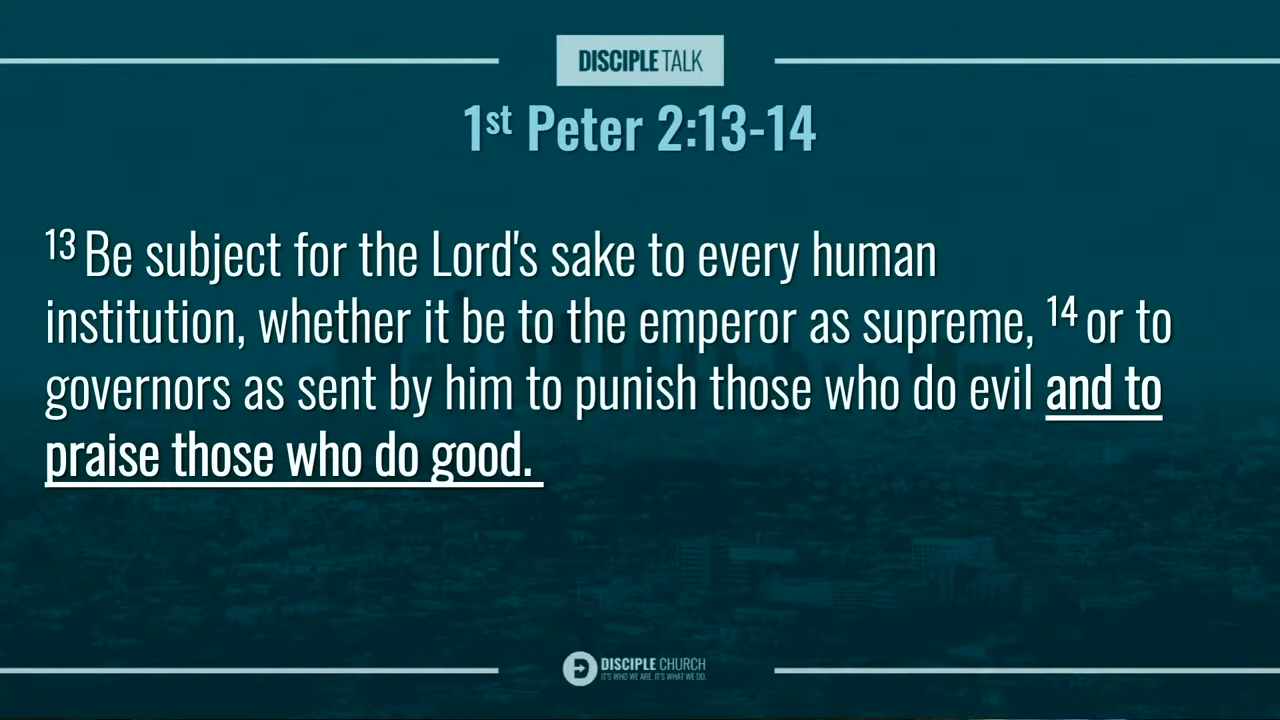 DISCIPLE TALK
1st Peter 2:13-14
13 Be subject for the Lord's sake to every human
institution, whether it be to the emperor as supreme, 14 or to
governors as sent by him to punish those who do evil and to
praise those who do good.
DISCIPLE CHURCH
IT'S WHO WE ARE. IT'S WHAT WE DO.